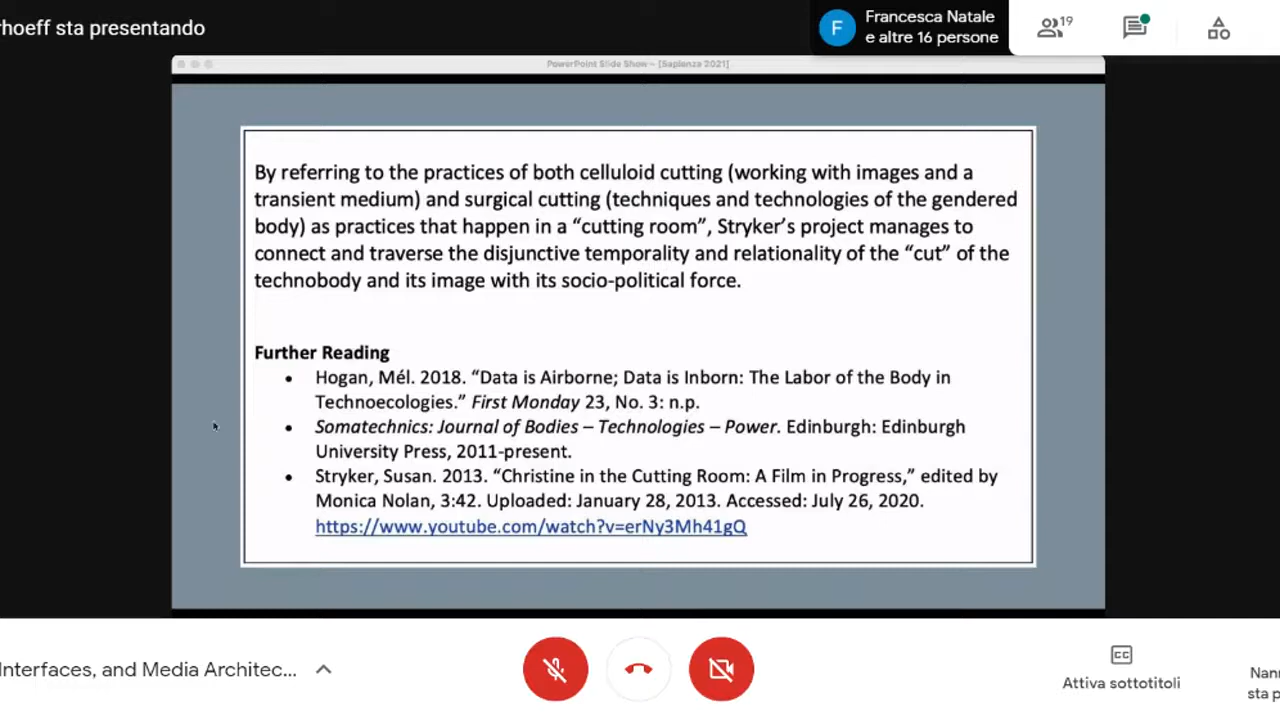 rhoeff sta presentando
Francesca Natale
F
e altre 16 persone
19
PowerPoint Slide Show - [Sapienza 2021]
By referring to the practices of both celluloid cutting (working with images and a
transient medium) and surgical cutting (techniques and technologies of the gendered
body) as practices that happen in a “cutting room”, Stryker’s project manages to
connect and traverse the disjunctive temporality and relationality of the “cut” of the
technobody and its image with its socio-political force.
Further Reading
• Hogan, Mél. 2018. “Data is Airborne; Data is Inborn: The Labor of the Body in
Technoecologies.” First Monday 23, No. 3: n.p.
• Somatechnics: Journal of Bodies – Technologies – Power. Edinburgh: Edinburgh
University Press, 2011-present.
• Stryker, Susan. 2013. “Christine in the Cutting Room: A Film in Progress,” edited by
Monica Nolan, 3:42. Uploaded: January 28, 2013. Accessed: July 26, 2020.
https://www.youtube.com/watch?v=erNy3Mh41gQ
Interfaces, and Media Architec...
CC
Attiva sottotitoli
Nann
sta p